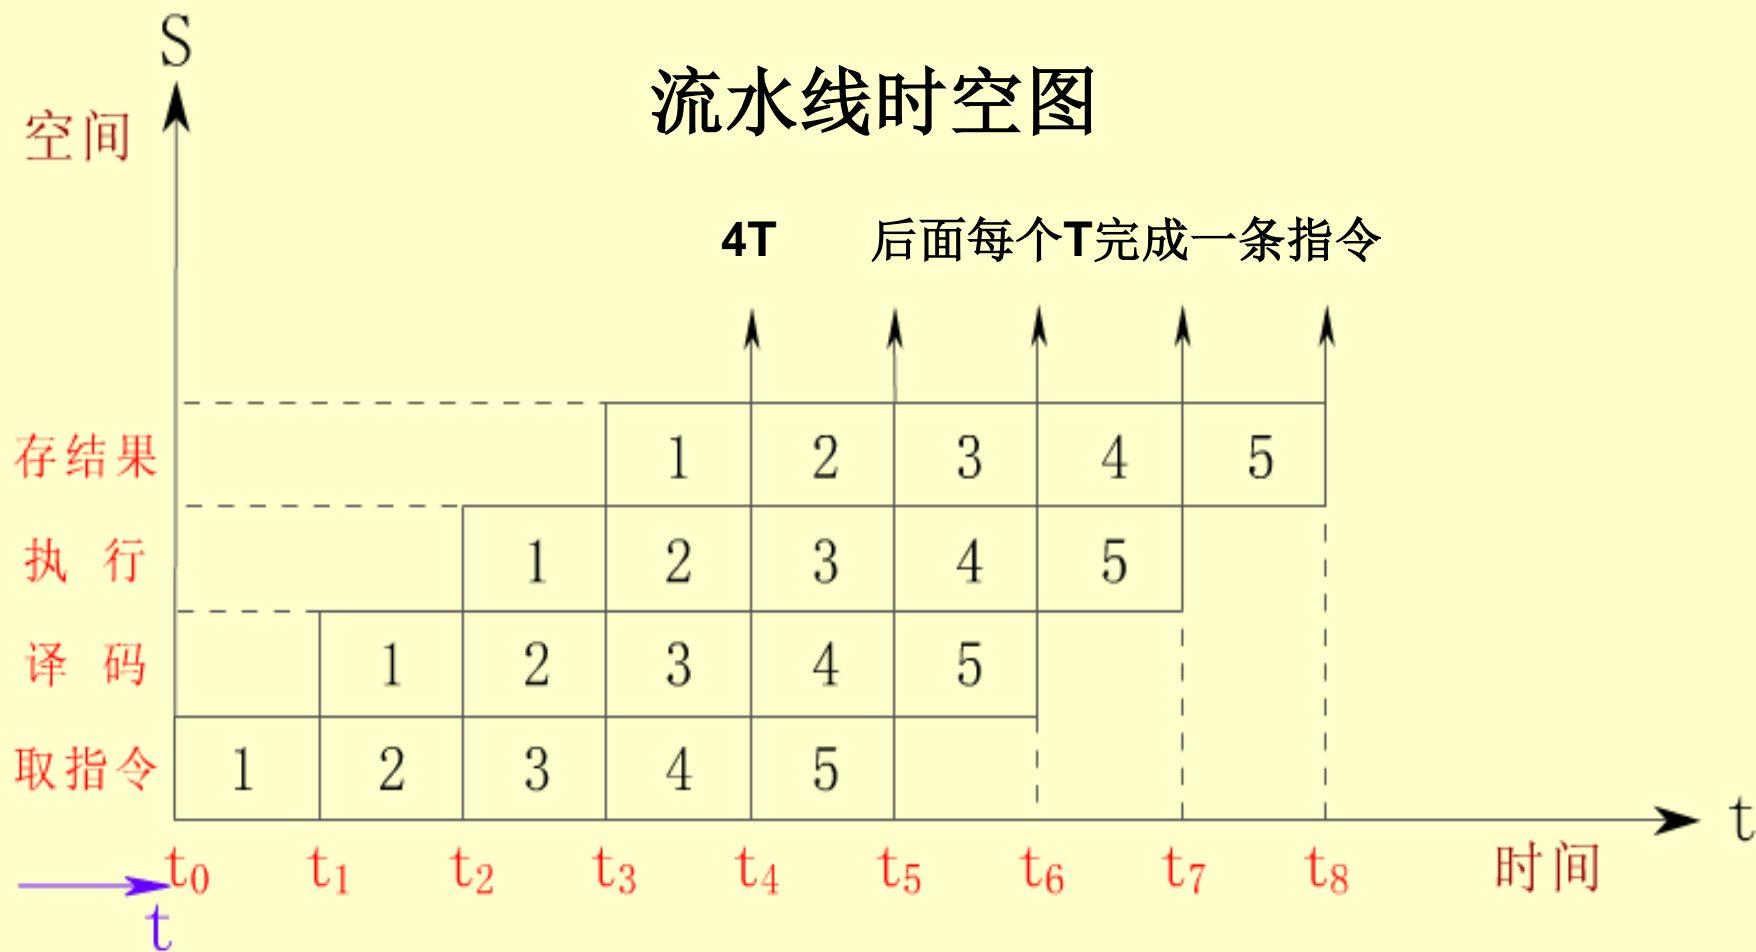 S
流水线时空图
空间
4T 后面每个T完成一条指令
存结果 1 2 3 4 5
执 行 1 2 3 4 5
译 码 1 2 3 4 5
取指令 1 2 3 4 5
t
t0 t1 t2 t3 t4 t5 t6 t7 t8 时间
t